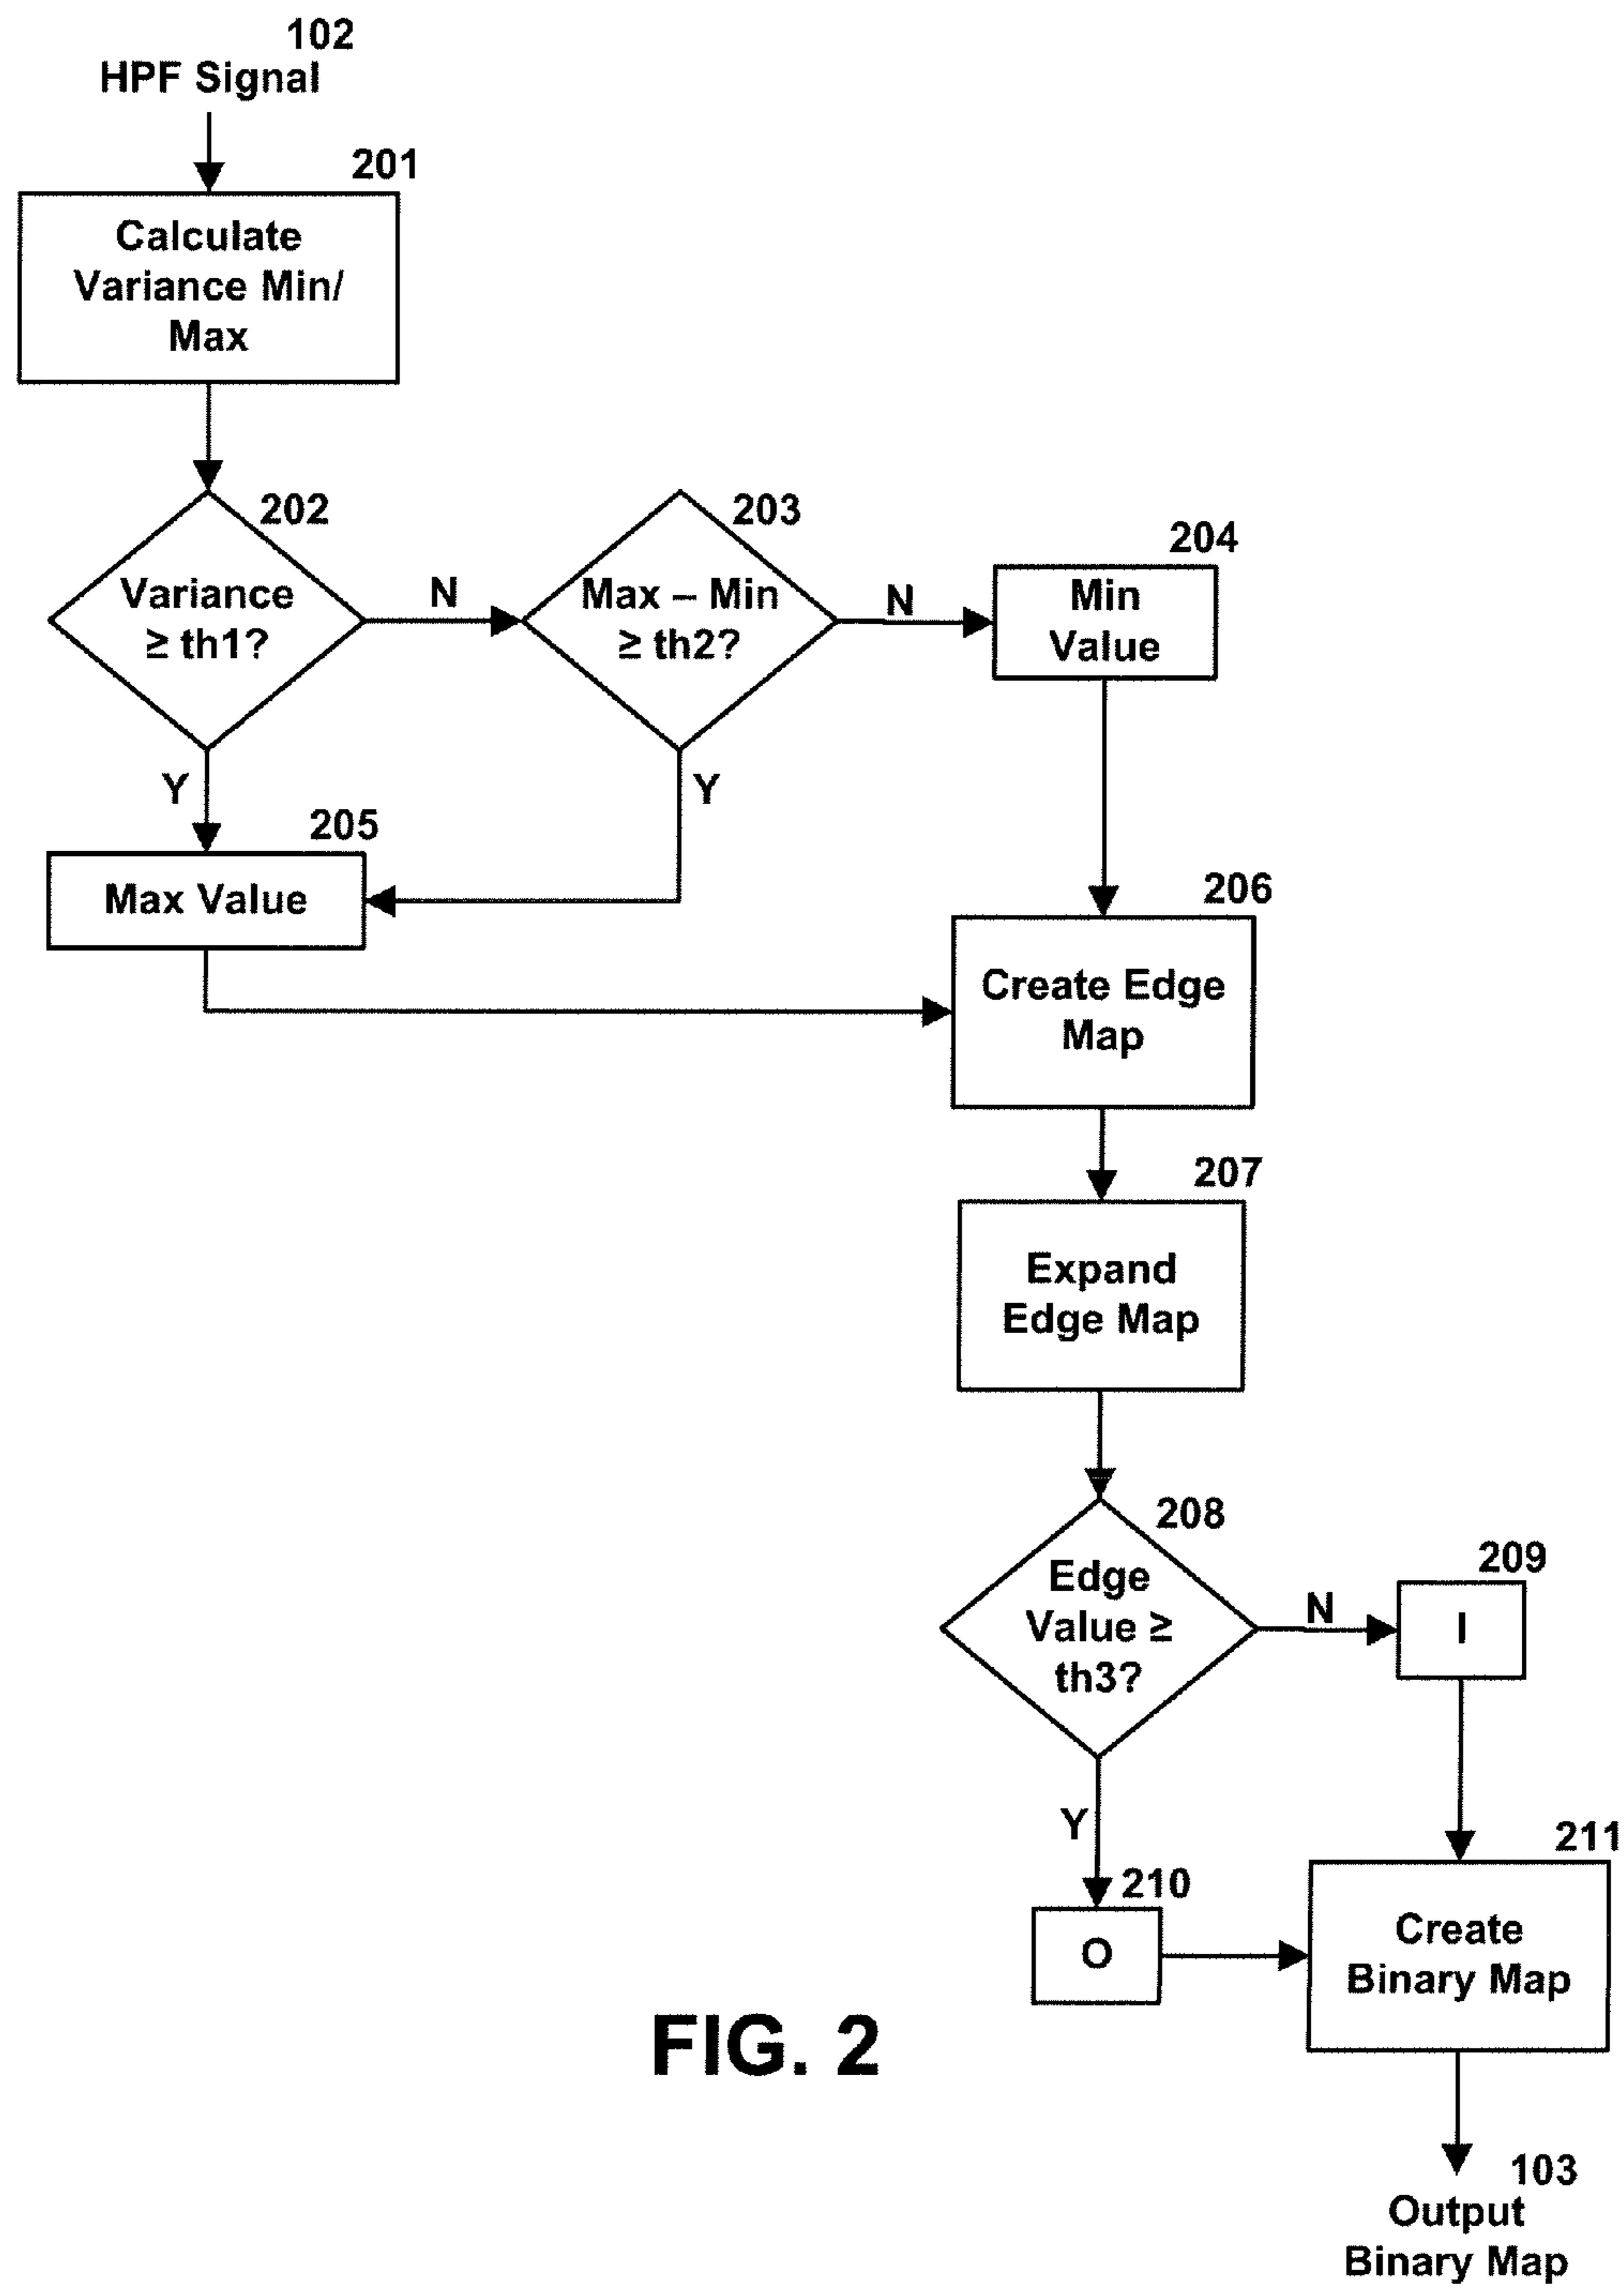 102
HPF Signal
201
Calculate
Variance Min/
Max
202
Variance
≥ th1?
N
203
Max – Min
≥ th2?
N
204
Min
Value
Y
Y
205
Max Value
206
Create Edge
Map
207
Expand
Edge Map
208
Edge
Value ≥
th3?
N
209
I
Y
210
O
211
Create
Binary Map
FIG. 2
103
Output
Binary Map